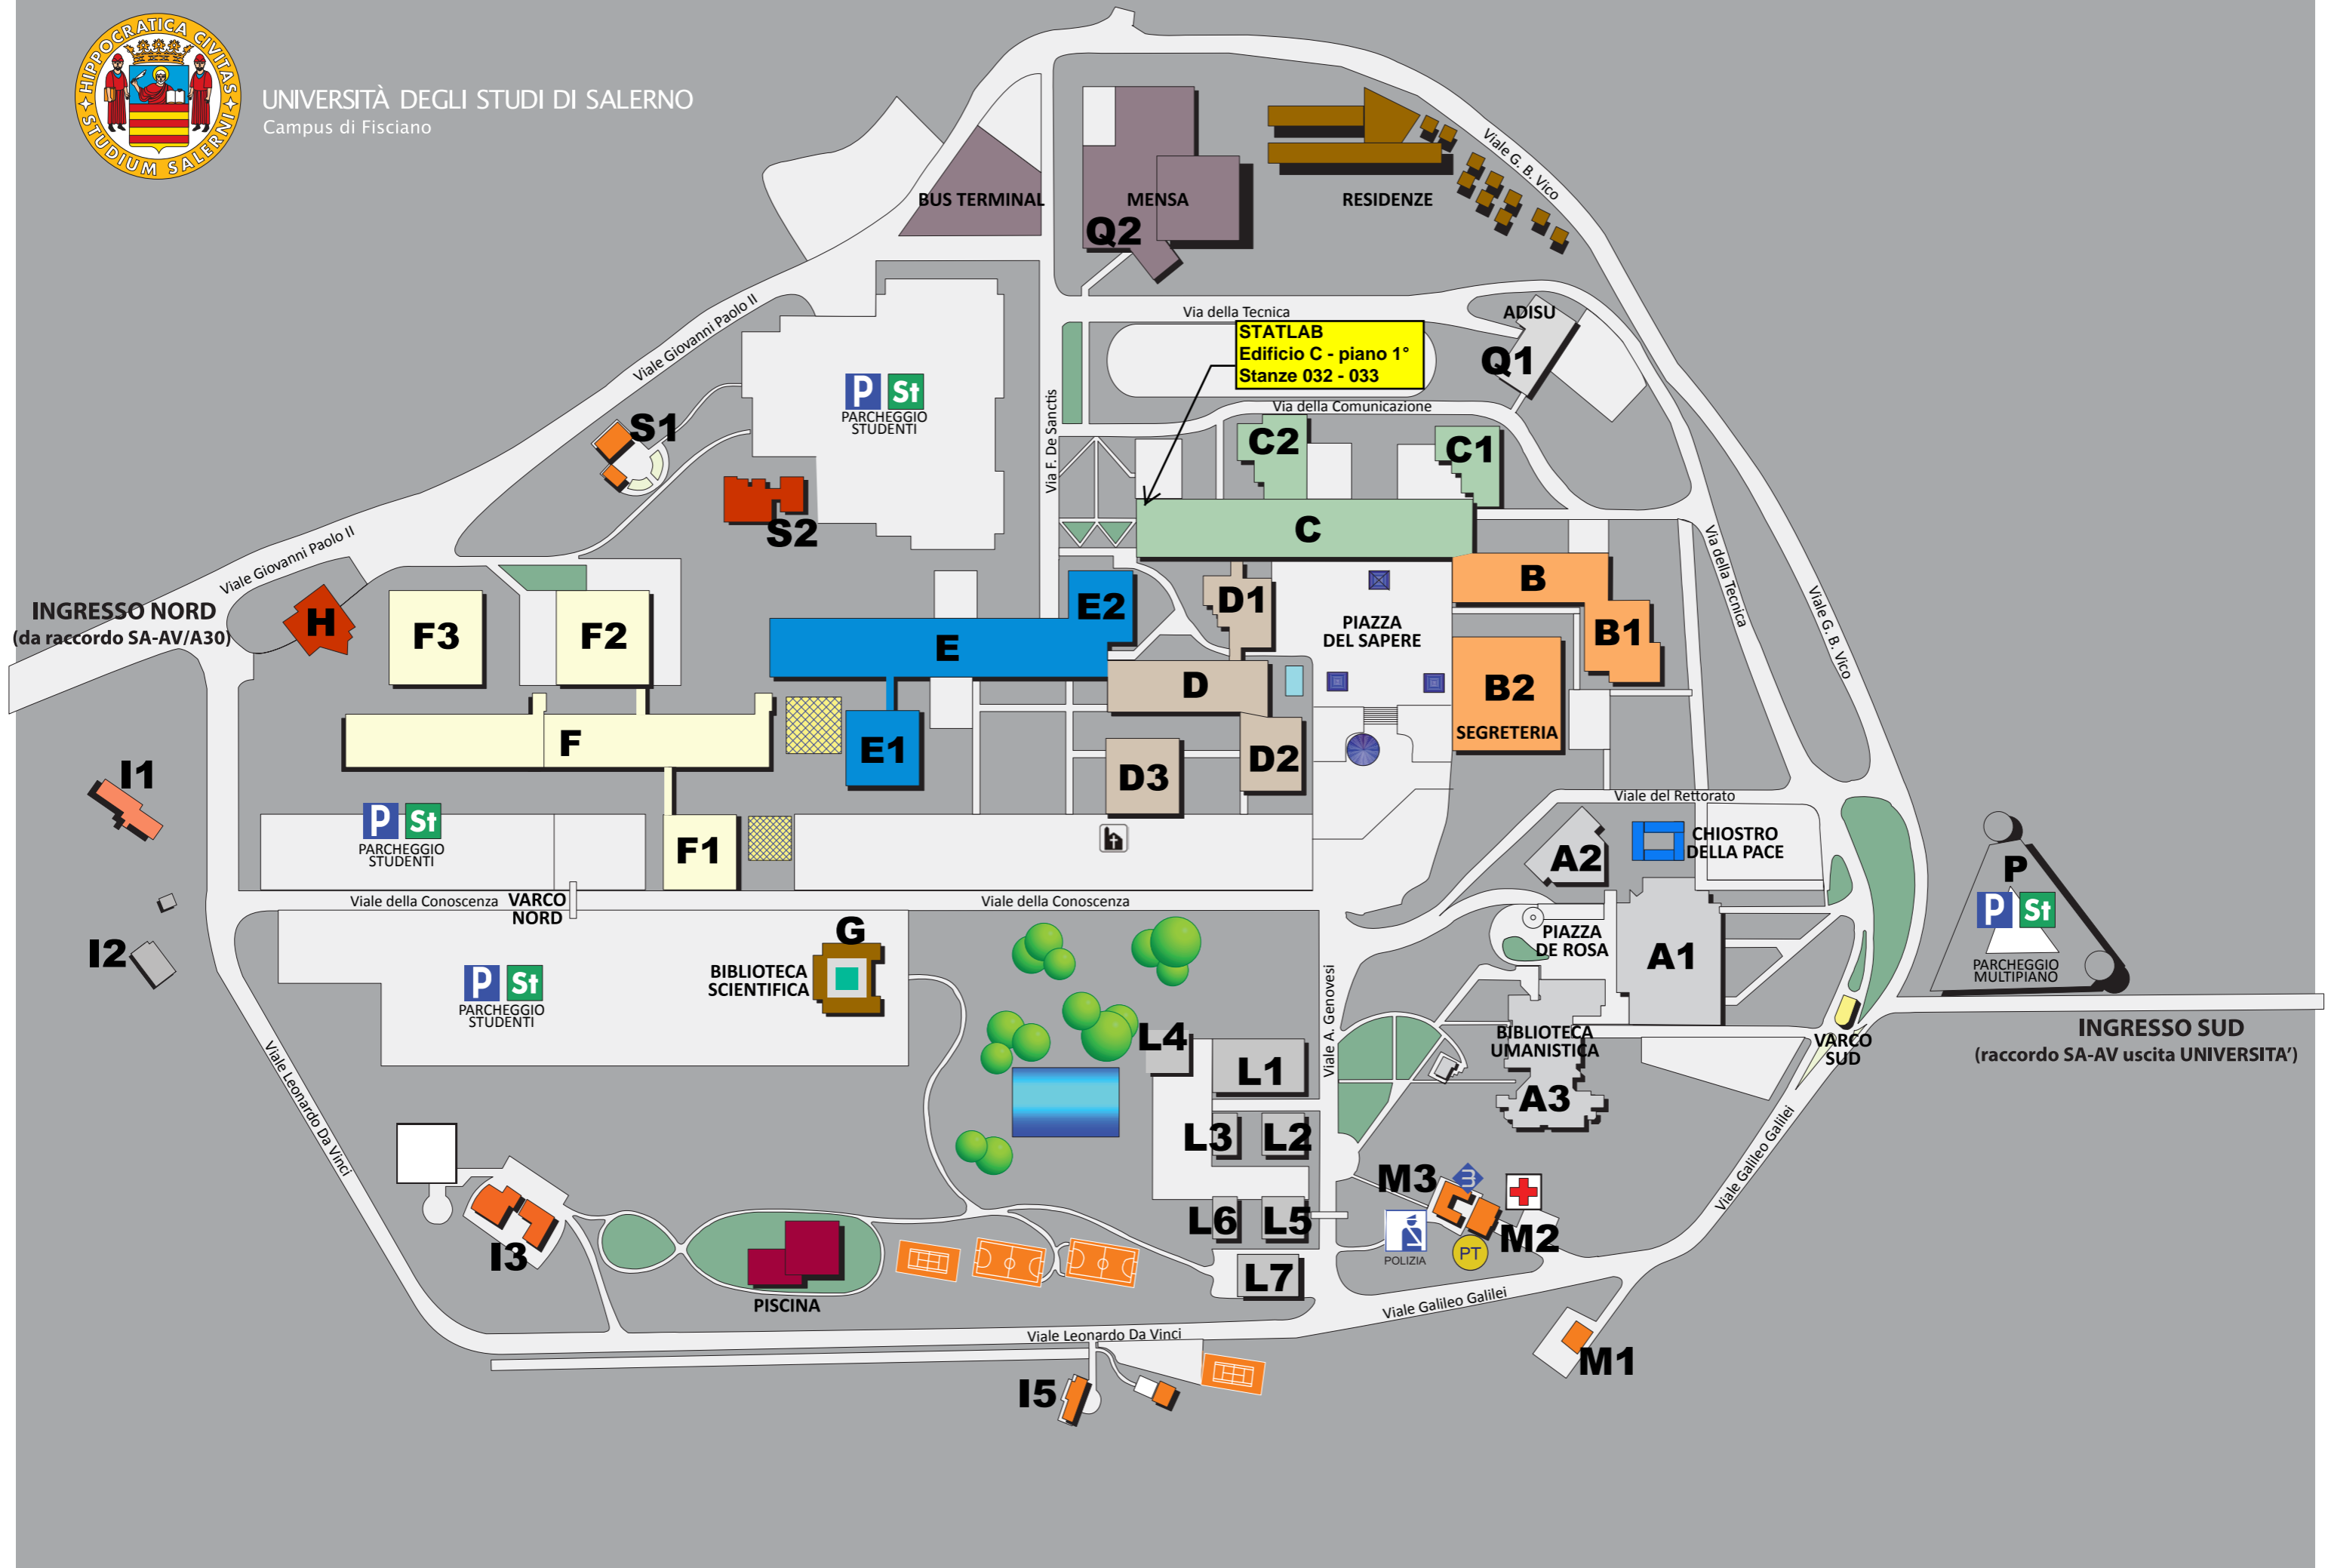 HIPPOCRATICA CIVITAS
STUDIUM SALERNI
UNIVERSITÀ DEGLI STUDI DI SALERNO
Campus di Fisciano
BUS TERMINAL
MENSA
Q2
RESIDENZE
Viale G. B. Vico
Viale Giovanni Paolo II
Via della Tecnica
ADISU
Q1
STATLAB
Edificio C - piano 1°
Stanze 032 - 033
P St
PARCHEGGIO
STUDENTI
Via F. De Sanctis
Via della Comunicazione
S1
C2
C1
S2
C
Viale Giovanni Paolo II
Via della Tecnica
INGRESSO NORD
(da raccordo SA-AV/A30)
H
F3
F2
E2
E
D1
PIAZZA
DEL SAPERE
B
B1
Viale G. B. Vico
D
B2
SEGRETERIA
F
E1
D2
D3
I1
P St
PARCHEGGIO
STUDENTI
F1
Viale del Rettorato
A2
CHIOSTRO
DELLA PACE
P
P St
PARCHEGGIO
MULTIPIANO
Viale della Conoscenza
VARCO
NORD
Viale della Conoscenza
G
BIBLIOTECA
SCIENTIFICA
I2
P St
PARCHEGGIO
STUDENTI
PIAZZA
DE ROSA
A1
Viale A. Genovesi
BIBLIOTECA
UMANISTICA
A3
VARCO
SUD
INGRESSO SUD
(raccordo SA-AV uscita UNIVERSITA’)
L4
L1
L3
L2
L6
L5
L7
Viale Leonardo Da Vinci
Viale Galileo Galilei
M3
m
M2
POLIZIA
PT
I3
PISCINA
Viale Galileo Galilei
Viale Leonardo Da Vinci
M1
I5